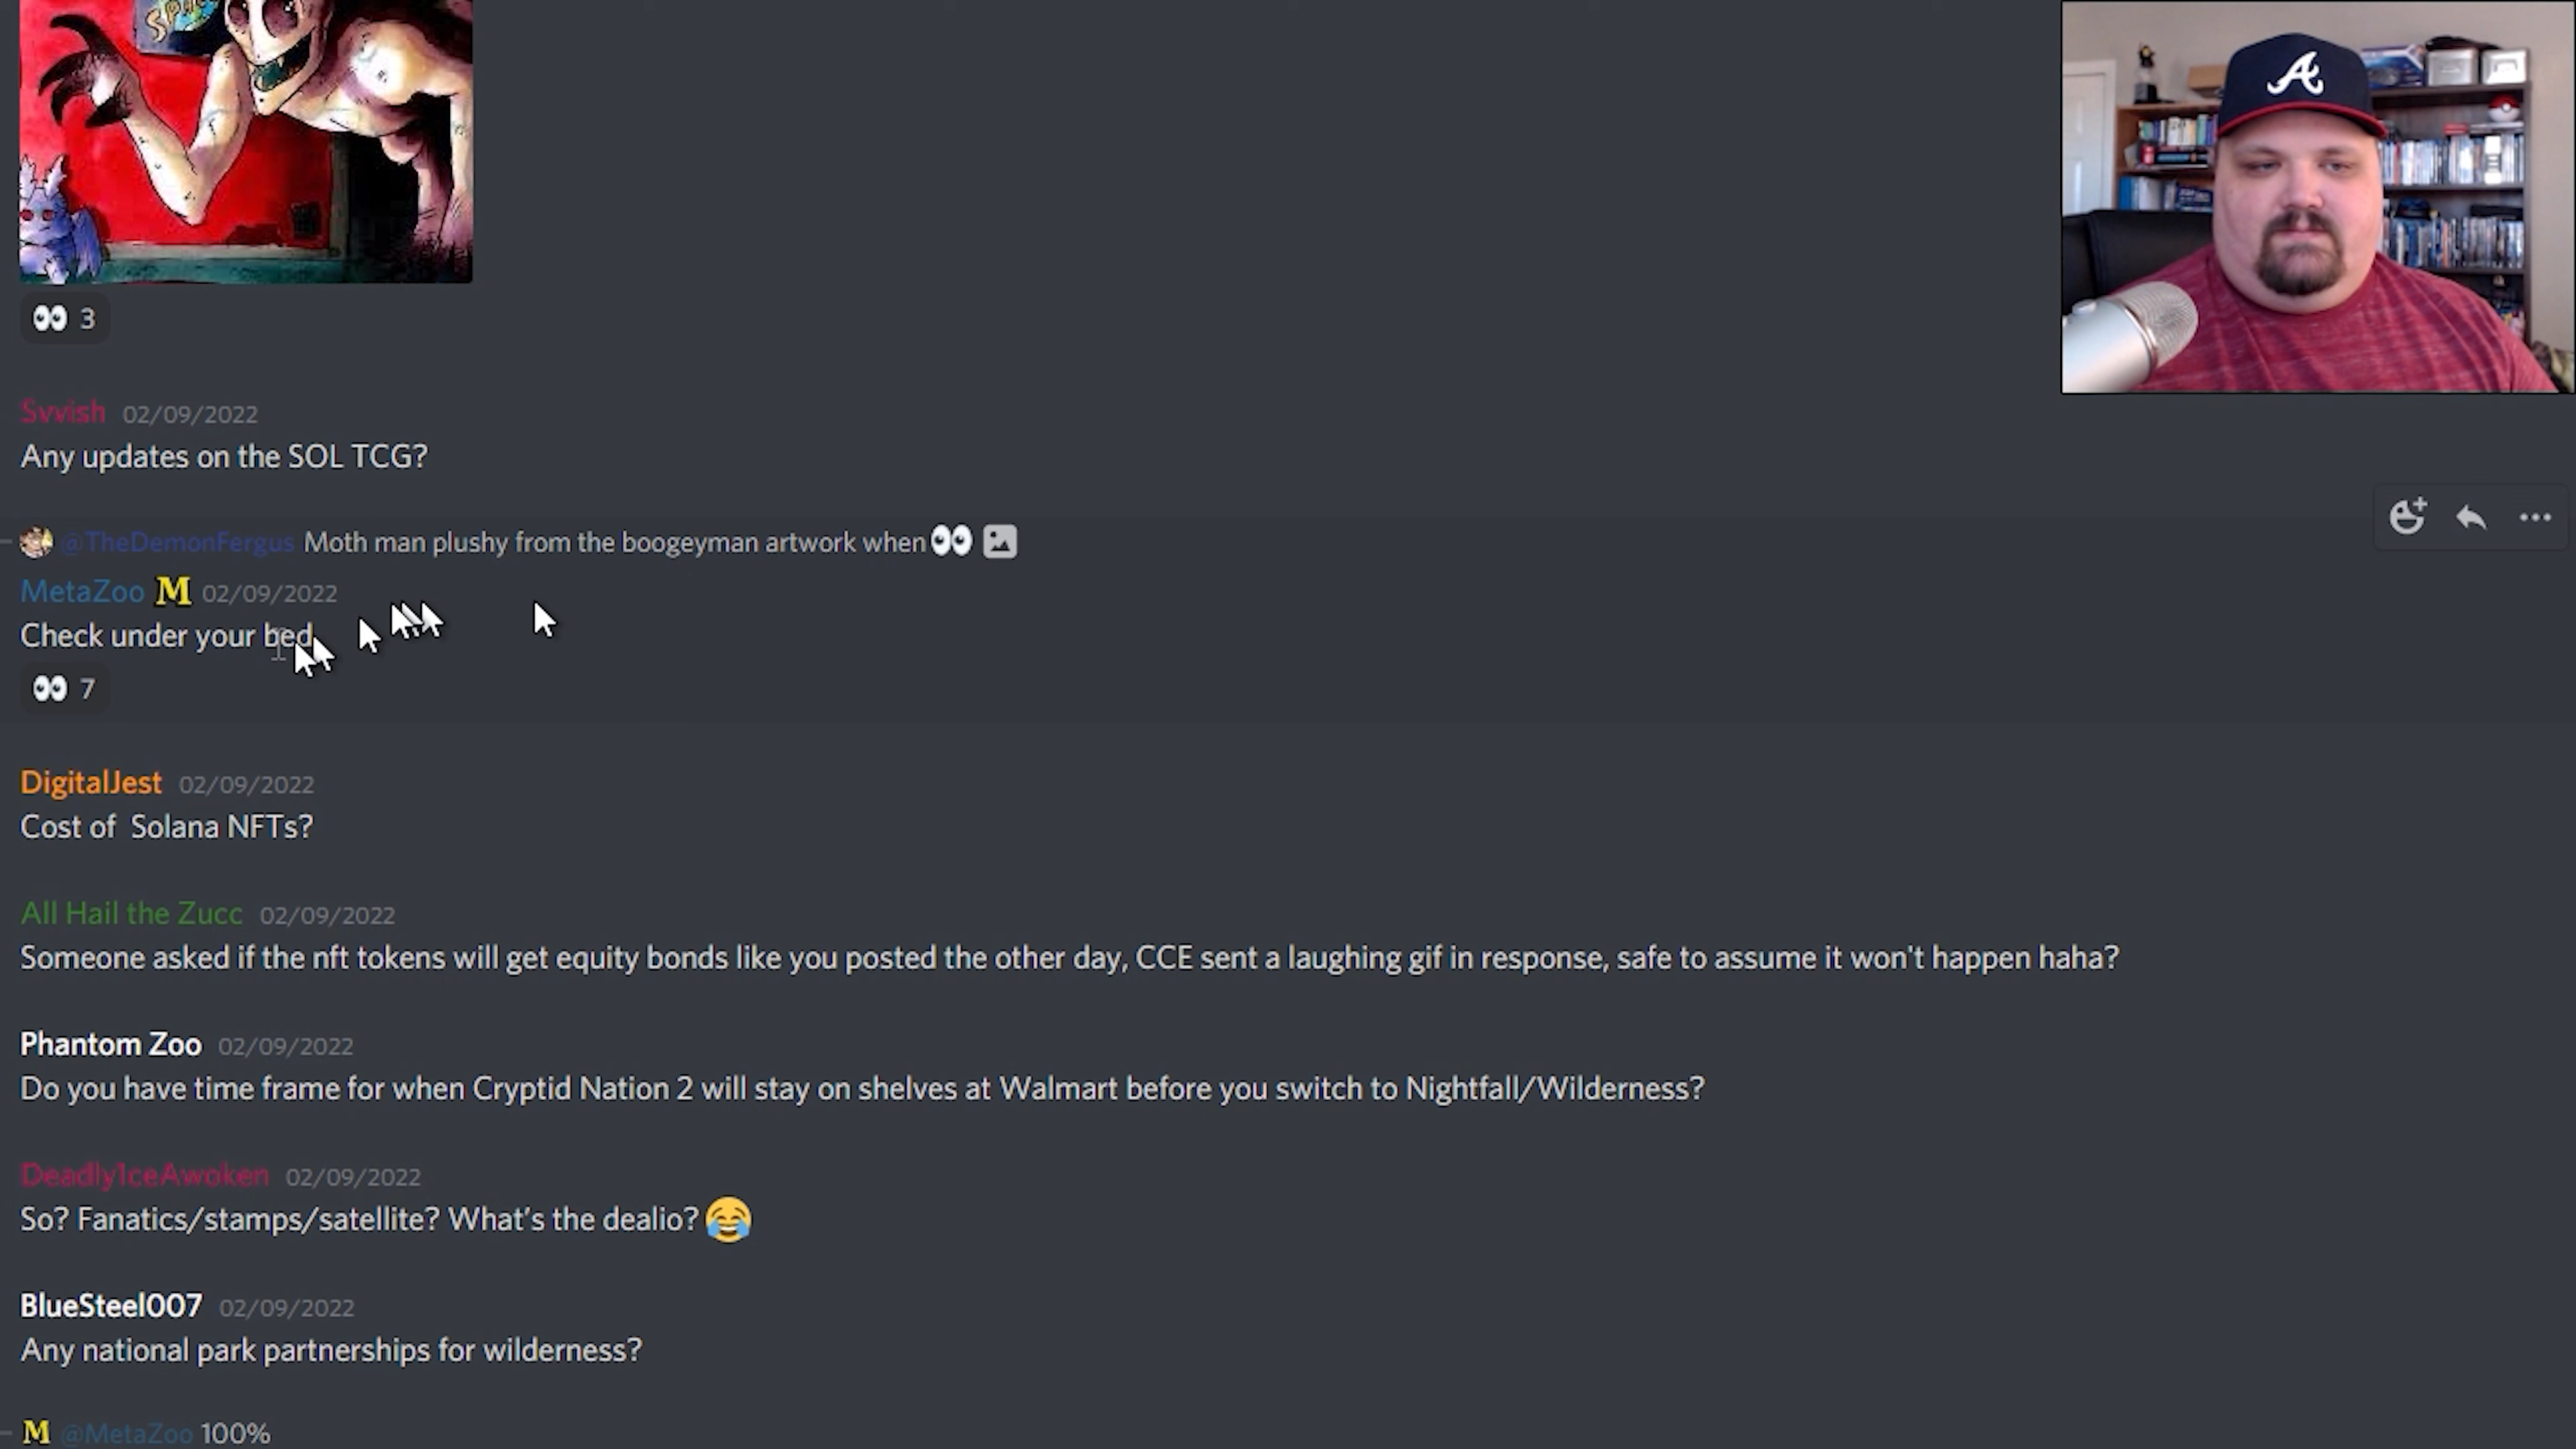 SPACE
👀 3
Svvish 02/09/2022
Any updates on the SOL TCG?
@TheDemonFergus Moth man plushy from the boogeyman artwork when 👀
MetaZoo M 02/09/2022
Check under your bed
👀 7
DigitalJest 02/09/2022
Cost of Solana NFTs?
All Hail the Zucc 02/09/2022
Someone asked if the nft tokens will get equity bonds like you posted the other day, CCE sent a laughing gif in response, safe to assume it won't happen haha?
Phantom Zoo 02/09/2022
Do you have time frame for when Cryptid Nation 2 will stay on shelves at Walmart before you switch to Nightfall/Wilderness?
Deadly1ceAwoken 02/09/2022
So? Fanatics/stamps/satellite? What's the dealio? 😂
BlueSteel007 02/09/2022
Any national park partnerships for wilderness?
M @MetaZoo 100%
A